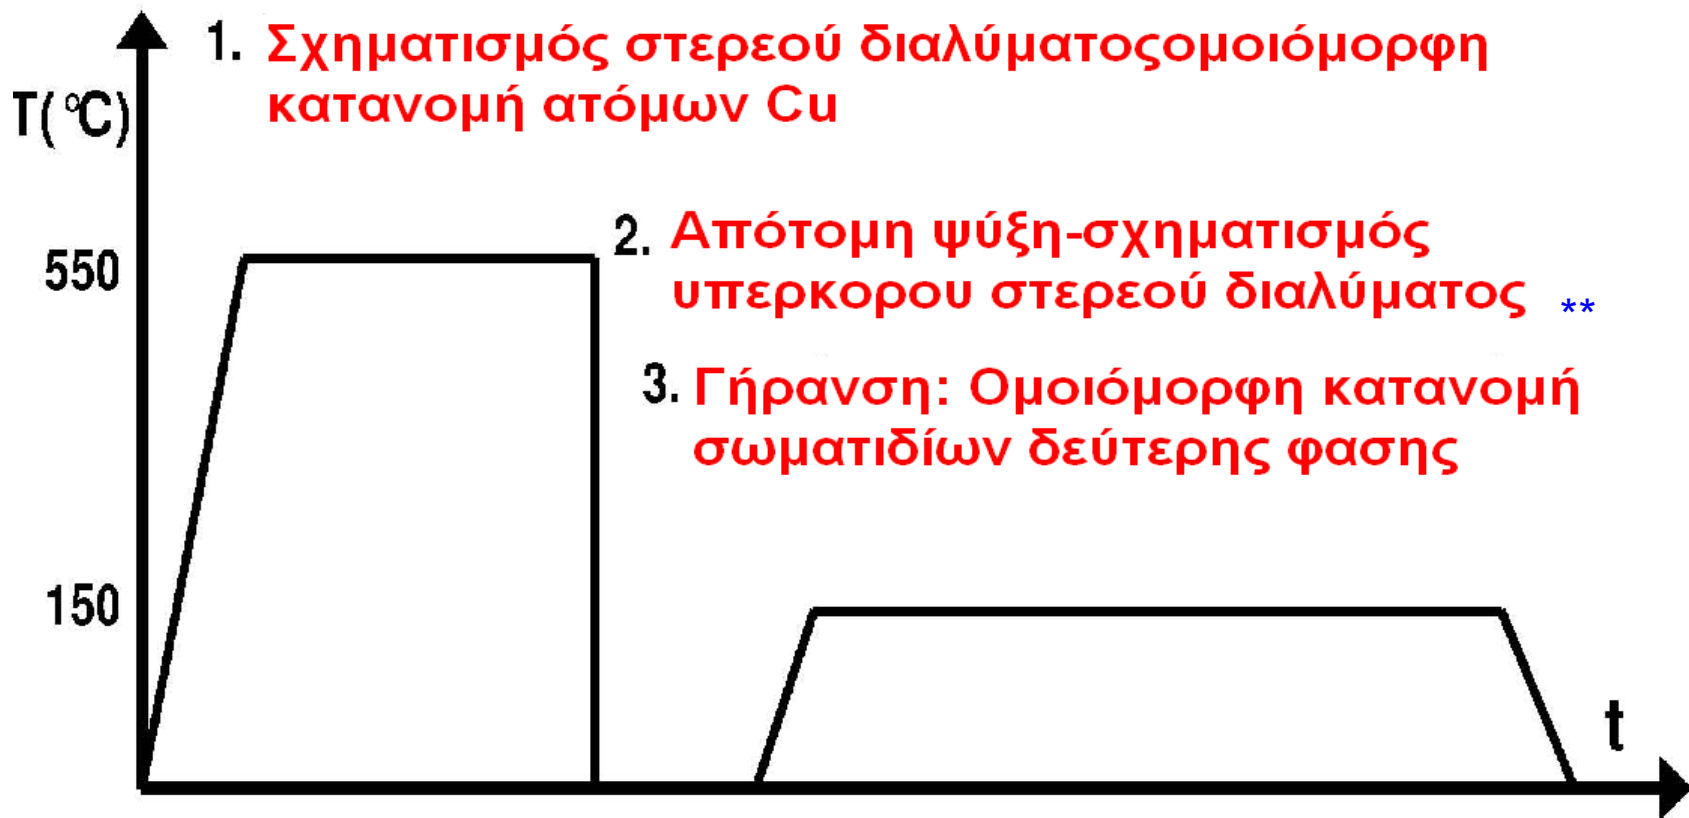 1. Σχηματισμός στερεού διαλύματοςομοιόμορφη
κατανομή ατόμων Cu
T(°C)
2. Απότομη ψύξη-σχηματισμός
υπερκορου στερεού διαλύματος **
550
3. Γήρανση: Ομοιόμορφη κατανομή
σωματιδίων δεύτερης φασης
150
t